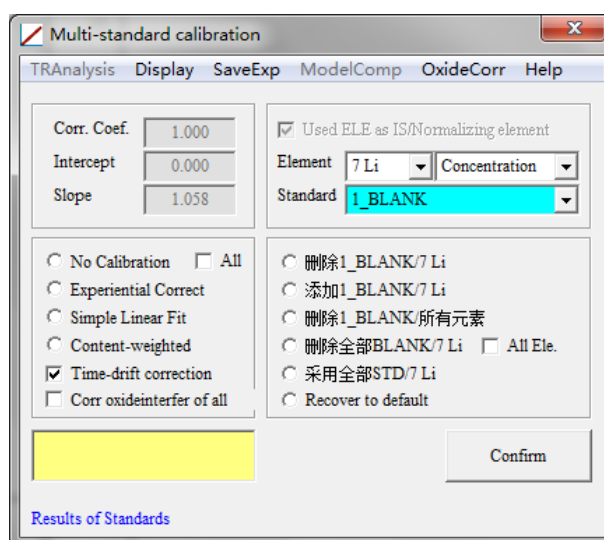 Multi-standard calibration
TRAnalysis Display SaveExp ModelComp OxideCorr Help
Corr. Coef. 1.000
Intercept 0.000
Slope 1.058
Used ELE as IS/Normalizing element
Element 7 Li Concentration
Standard 1_BLANK
No Calibration All
Experiential Correct
Simple Linear Fit
Content-weighted
Time-drift correction
Corr oxideinterfer of all
删除1_BLANK/7 Li
添加1_BLANK/7 Li
删除1_BLANK/所有元素
删除全部BLANK/7 Li All Ele.
采用全部STD/7 Li
Recover to default
Confirm
Results of Standards